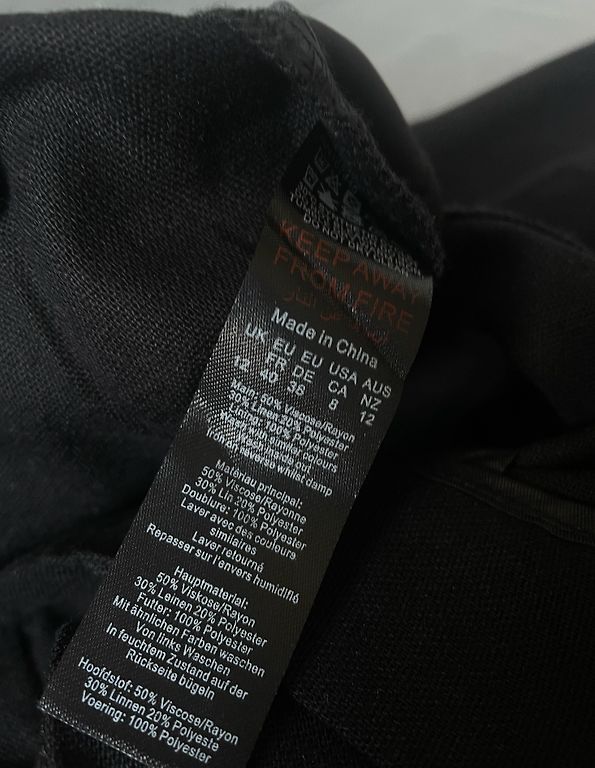 KEEP AWAY
FROM FIRE
Made in China
UK EU EU USA AUS
FR DE CA NZ
12 40 38 8 12
Main: 50% Viscose/Rayon
30% Linen 20% Polyester
Linen: 100% Polyester
Wash with similar colours
inside out
Iron on reverse whilst damp
Matériau principal:
50% Viscose/Rayonne
30% Lin 20% Polyester
Doublure: 100% Polyester
Laver avec des couleurs
similaires
Laver retourné
Repasser sur l'envers humidifié
Hauptmaterial:
50% Viskose/Rayon
30% Leinen 20% Polyester
Futter: 100% Polyester
Mit ähnlichen Farben waschen
Von links Waschen
In feuchtem Zustand auf der
Rückseite bügeln
Hoofdstof: 50% Viscose/Rayon
30% Linnen 20% Polyeste
Voering: 100% Polyester